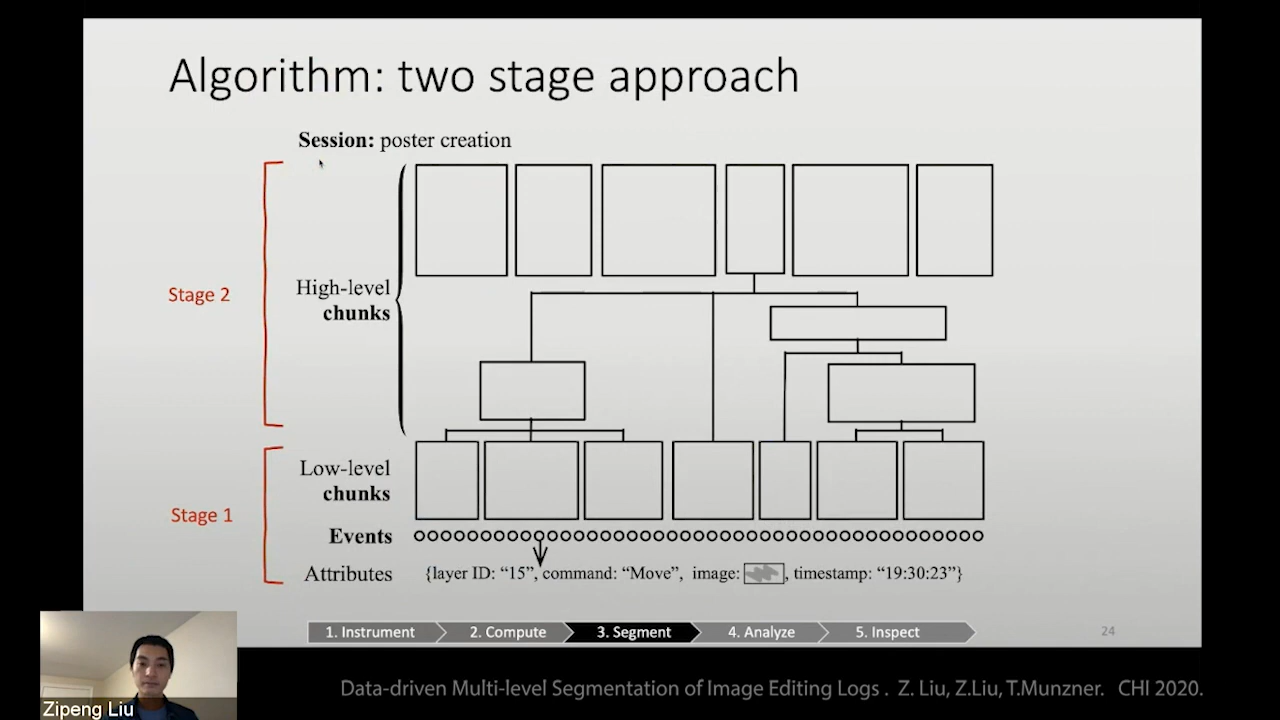 Algorithm: two stage approach
Session: poster creation
Stage 2
High-level
chunks
Low-level
chunks
Stage 1
Events
Attributes
{layer ID: “15”, command: “Move”, image: , timestamp: “19:30:23”}
1. Instrument
2. Compute
3. Segment
4. Analyze
5. Inspect
24
Data-driven Multi-level Segmentation of Image Editing Logs . Z. Liu, Z.Liu, T.Munzner. CHI 2020.
Zipeng Liu